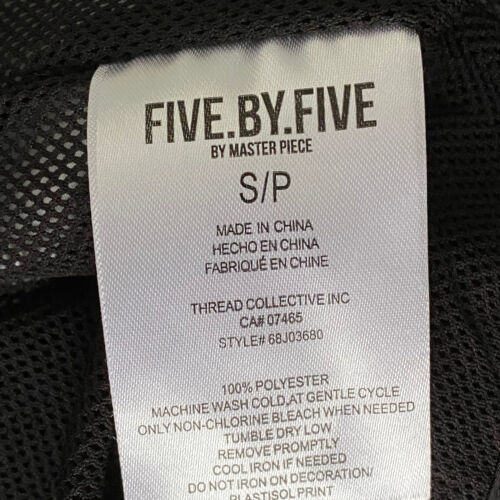 FIVE.BY.FIVE
BY MASTER PIECE
S/P
MADE IN CHINA
HECHO EN CHINA
FABRIQUÉ EN CHINE
THREAD COLLECTIVE INC
CA# 07465
STYLE# 68J03680
100% POLYESTER
MACHINE WASH COLD,AT GENTLE CYCLE
ONLY NON-CHLORINE BLEACH WHEN NEEDED
TUMBLE DRY LOW
REMOVE PROMPTLY
COOL IRON IF NEEDED
DO NOT IRON ON DECORATION/
PLASTISOL PRINT